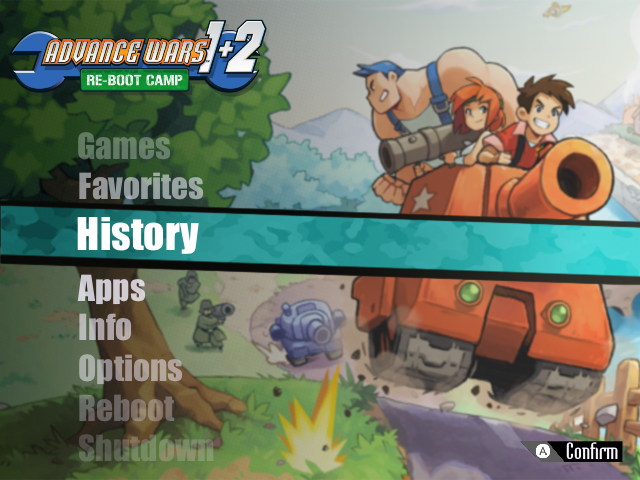 ADVANCE WARS 1+2
RE-BOOT CAMP
Games
Favorites
History
Apps
Info
Options
Reboot
Shutdown
A Confirm